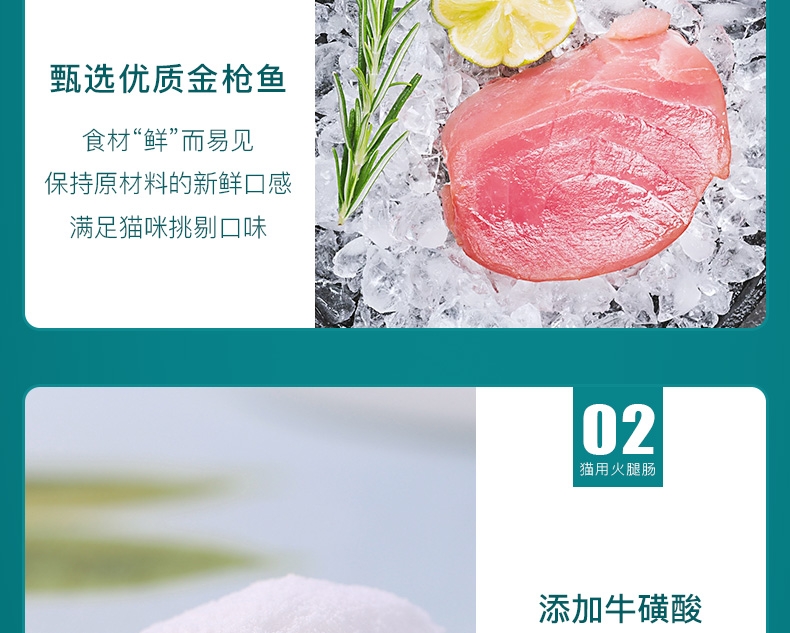 甄选优质金枪鱼
食材“鲜”而易见
保持原材料的新鲜口感
满足猫咪挑剔口味
02
猫用火腿肠
添加牛磺酸